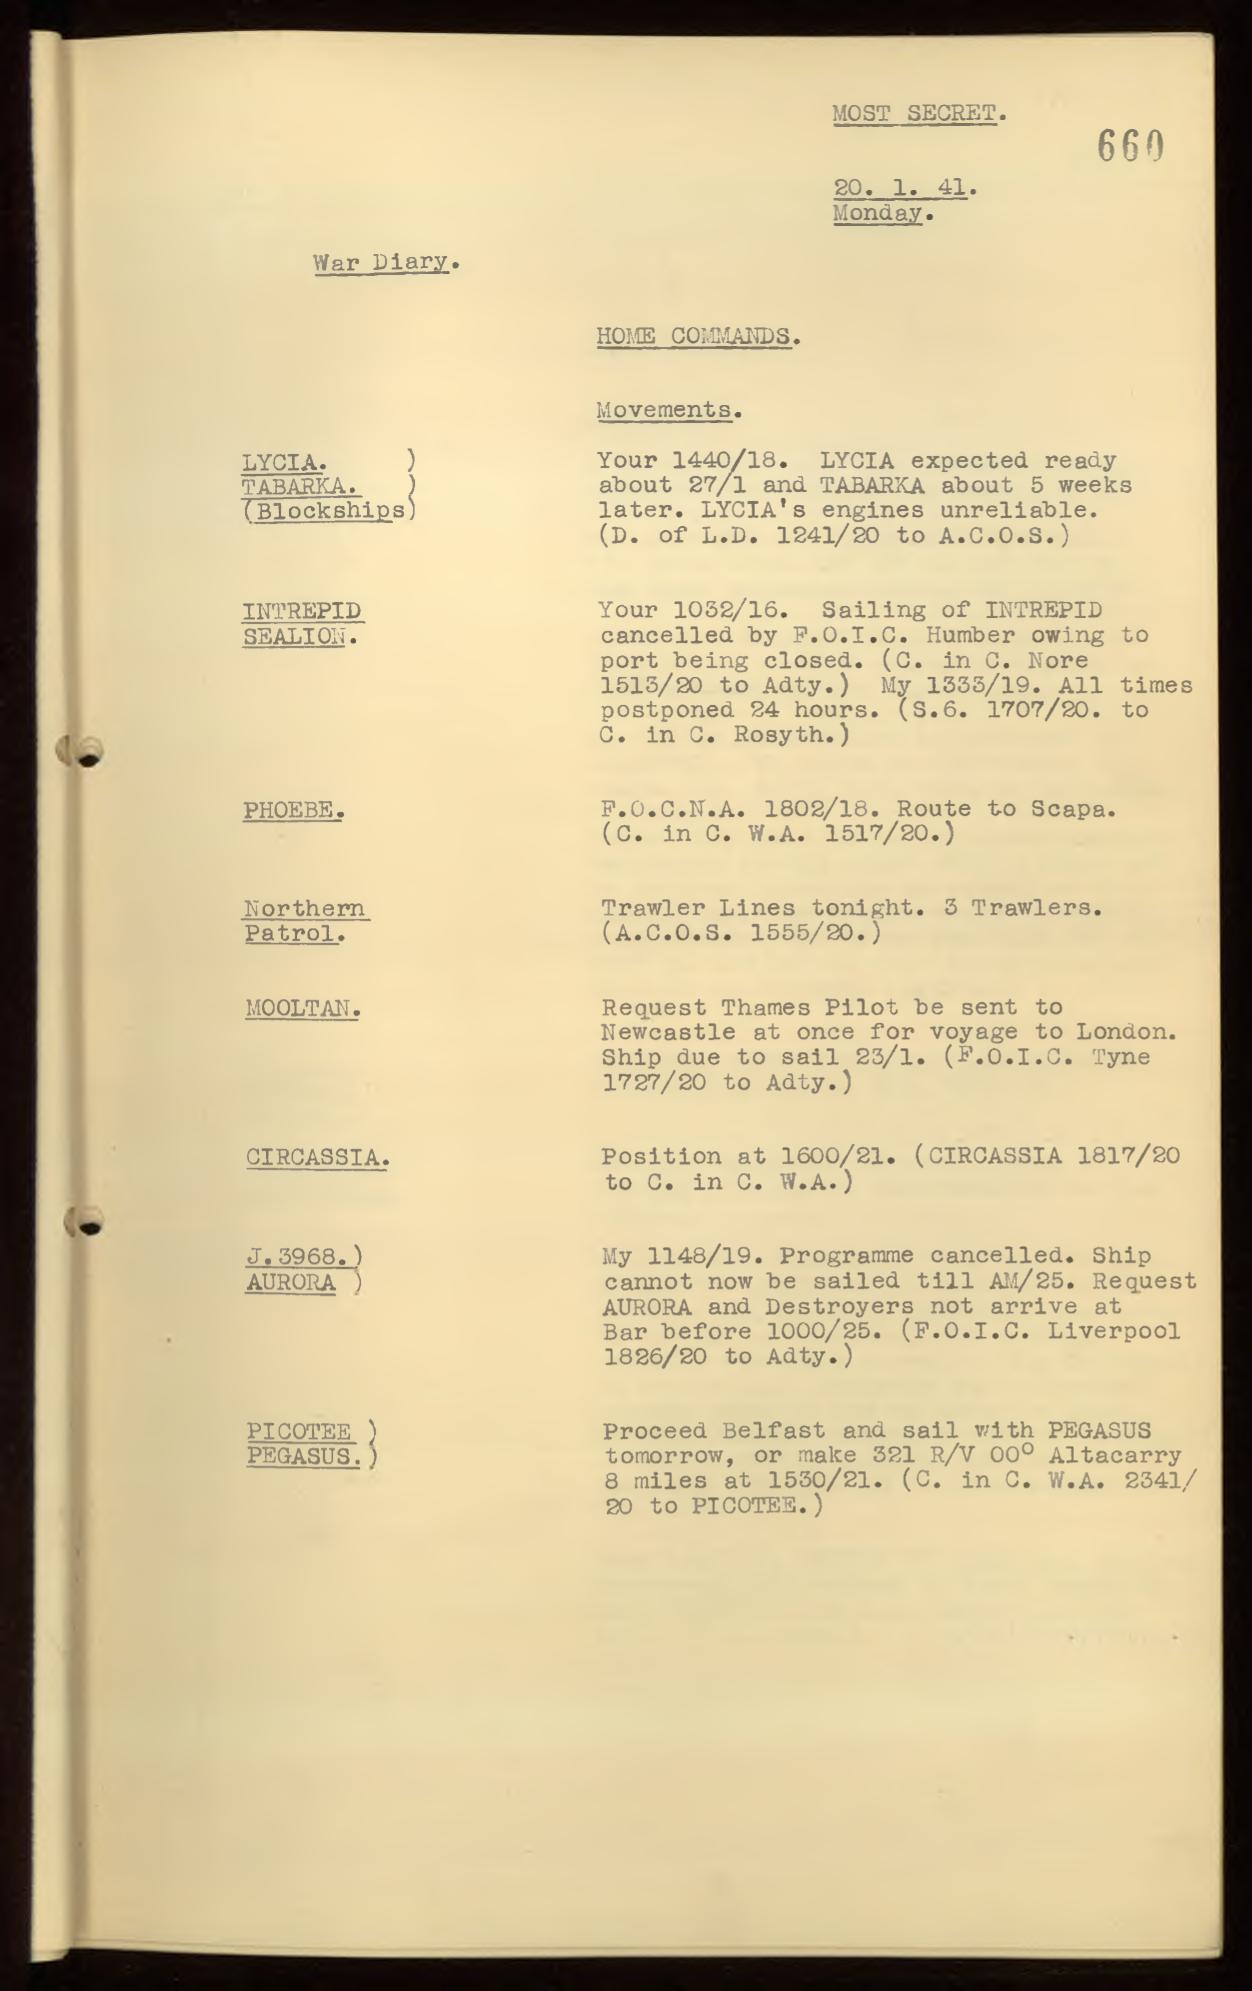 MOST SECRET.
660
20. 1. 41.
Monday.
War Diary.
HOME COMMANDS.
Movements.
LYCIA. )
TABARKA. )
(Blockships)
Your 1440/18. LYCIA expected ready
about 27/1 and TABARKA about 5 weeks
later. LYCIA's engines unreliable.
(D. of L.D. 1241/20 to A.C.O.S.)
INTREPID
SEALION.
Your 1032/16. Sailing of INTREPID
cancelled by F.O.I.C. Humber owing to
port being closed. (C. in C. Nore
1513/20 to Adty.) My 1333/19. All times
postponed 24 hours. (S.6. 1707/20. to
C. in C. Rosyth.)
PHOEBE.
F.O.C.N.A. 1802/18. Route to Scapa.
(C. in C. W.A. 1517/20.)
Northern
Patrol.
Trawler Lines tonight. 3 Trawlers.
(A.C.O.S. 1555/20.)
MOOLTAN.
Request Thames Pilot be sent to
Newcastle at once for voyage to London.
Ship due to sail 23/1. (F.O.I.C. Tyne
1727/20 to Adty.)
CIRCASSIA.
Position at 1600/21. (CIRCASSIA 1817/20
to C. in C. W.A.)
J.3968. )
AURORA )
My 1148/19. Programme cancelled. Ship
cannot now be sailed till AM/25. Request
AURORA and Destroyers not arrive at
Bar before 1000/25. (F.O.I.C. Liverpool
1826/20 to Adty.)
PICOTEE )
PEGASUS. )
Proceed Belfast and sail with PEGASUS
tomorrow, or make 321 R/V 00° Altacarry
8 miles at 1530/21. (C. in C. W.A. 2341/
20 to PICOTEE.)